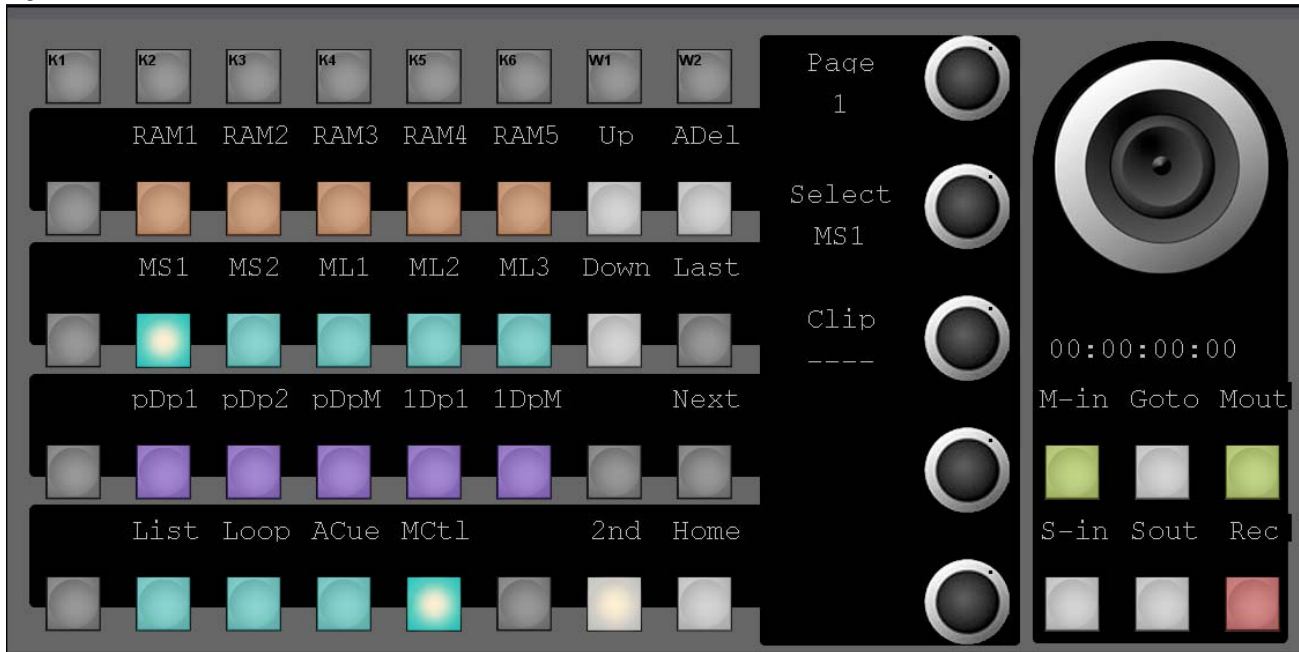 K1 K2 K3 K4 K5 K6 W1 W2
RAM1 RAM2 RAM3 RAM4 RAM5 Up ADel
MS1 MS2 ML1 ML2 ML3 Down Last
pDp1 pDp2 pDpM 1Dp1 1DpM Next
List Loop ACue MCtl 2nd Home
Page
1
Select
MS1
Clip
----
00:00:00:00
M-in Goto Mout
S-in Sout Rec